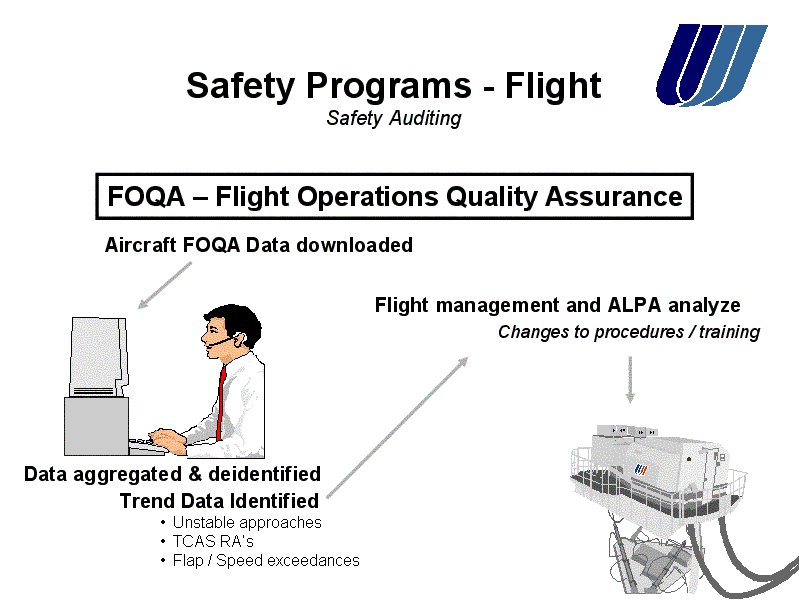 Safety Programs - Flight
Safety Auditing
FOQA – Flight Operations Quality Assurance
Aircraft FOQA Data downloaded
Flight management and ALPA analyze
Changes to procedures / training
Data aggregated & deidentified
Trend Data Identified
• Unstable approaches
• TCAS RA's
• Flap / Speed exceedances